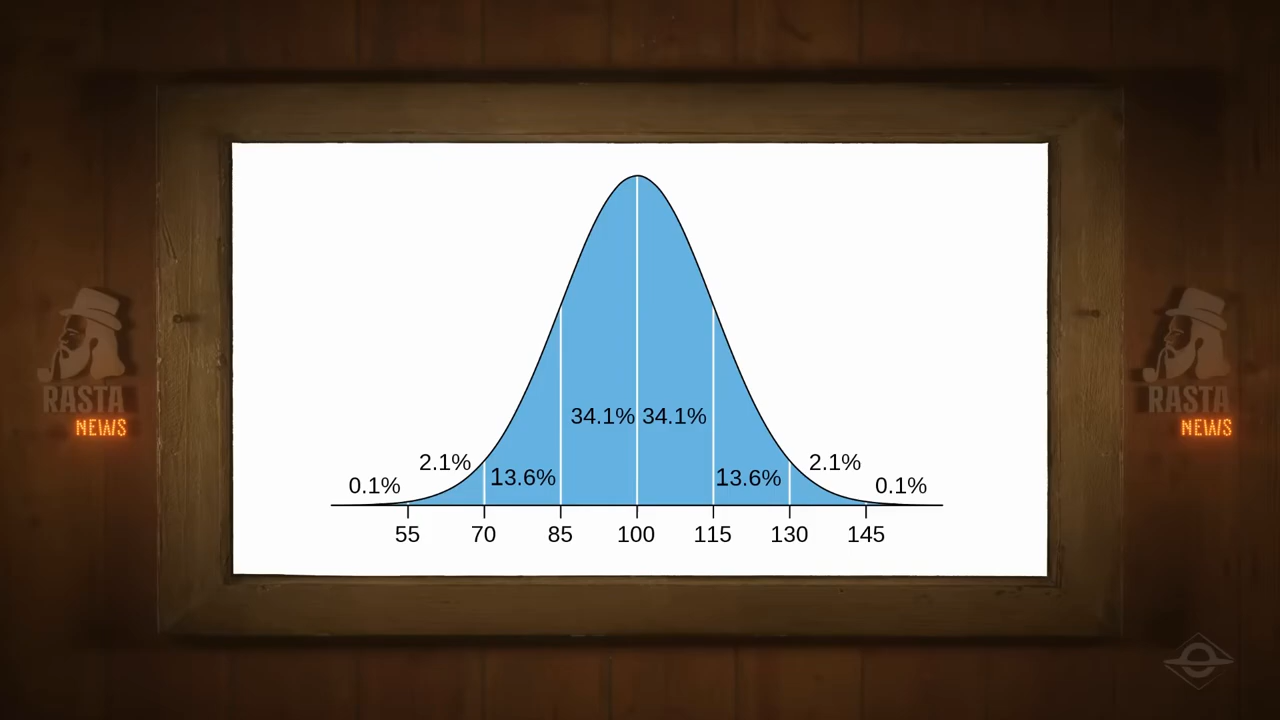 34.1% 34.1%
2.1% 2.1%
13.6% 13.6%
0.1% 0.1%
55 70 85 100 115 130 145
RASTA
NEWS
RASTA
NEWS